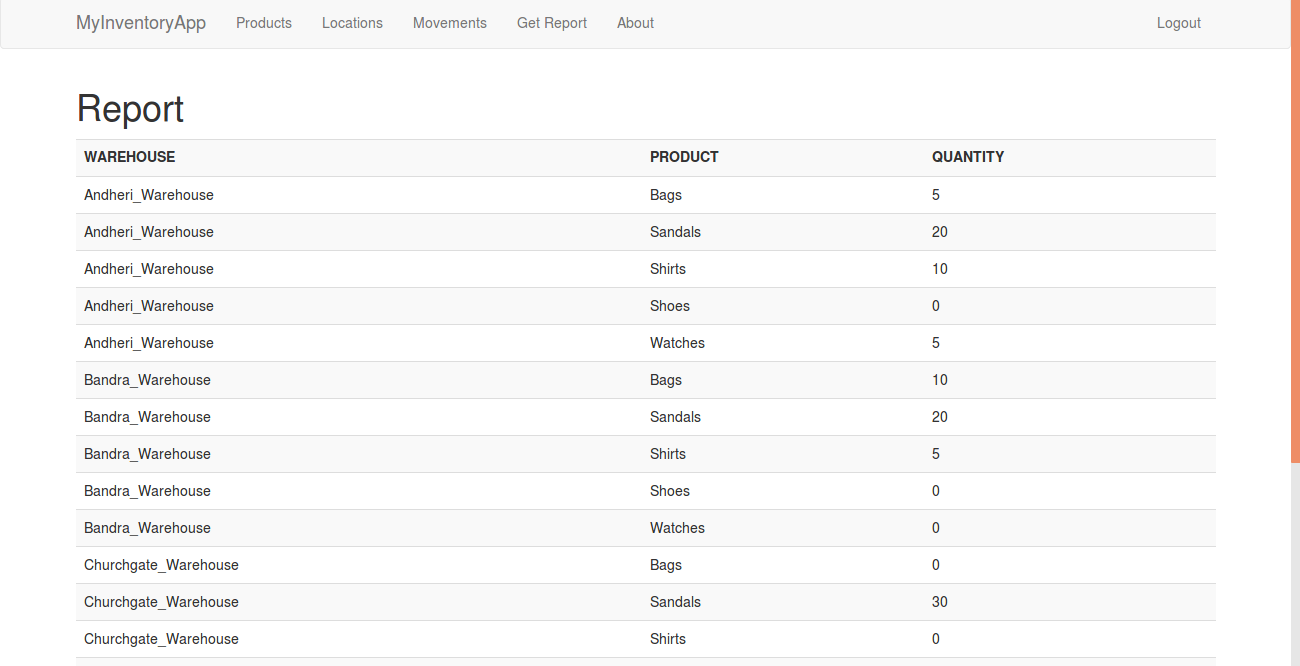 MyInventoryApp Products Locations Movements Get Report About Logout
Report
WAREHOUSE PRODUCT QUANTITY
Andheri_Warehouse Bags 5
Andheri_Warehouse Sandals 20
Andheri_Warehouse Shirts 10
Andheri_Warehouse Shoes 0
Andheri_Warehouse Watches 5
Bandra_Warehouse Bags 10
Bandra_Warehouse Sandals 20
Bandra_Warehouse Shirts 5
Bandra_Warehouse Shoes 0
Bandra_Warehouse Watches 0
Churchgate_Warehouse Bags 0
Churchgate_Warehouse Sandals 30
Churchgate_Warehouse Shirts 0